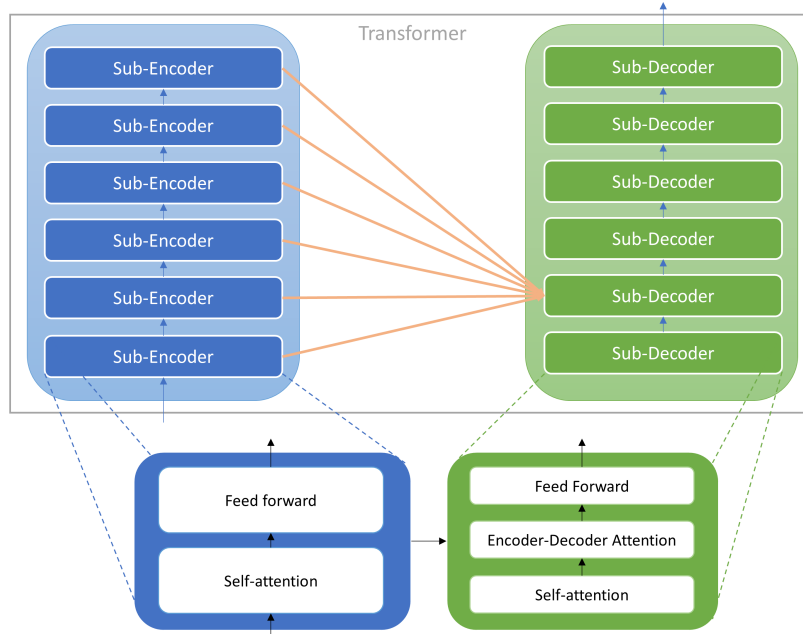 Transformer
Sub-Encoder
Sub-Encoder
Sub-Encoder
Sub-Encoder
Sub-Encoder
Sub-Encoder
Sub-Decoder
Sub-Decoder
Sub-Decoder
Sub-Decoder
Sub-Decoder
Sub-Decoder
Feed forward
Self-attention
Feed Forward
Encoder-Decoder Attention
Self-attention